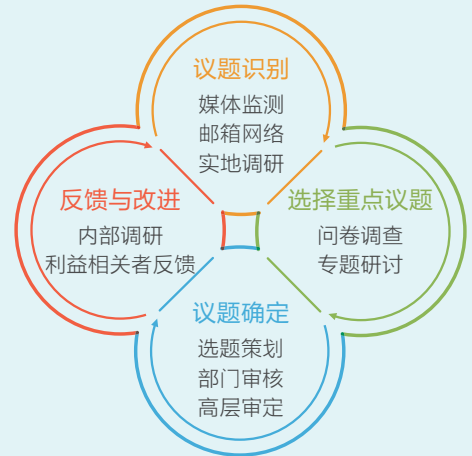 议题识别
媒体监测
邮箱网络
实地调研
选择重点议题
问卷调查
专题研讨
议题确定
选题策划
部门审核
高层审定
反馈与改进
内部调研
利益相关者反馈